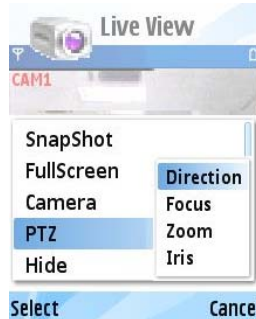 Live View
CAM1
SnapShot
FullScreen
Camera
PTZ
Hide
Direction
Focus
Zoom
Iris
Select
Cance